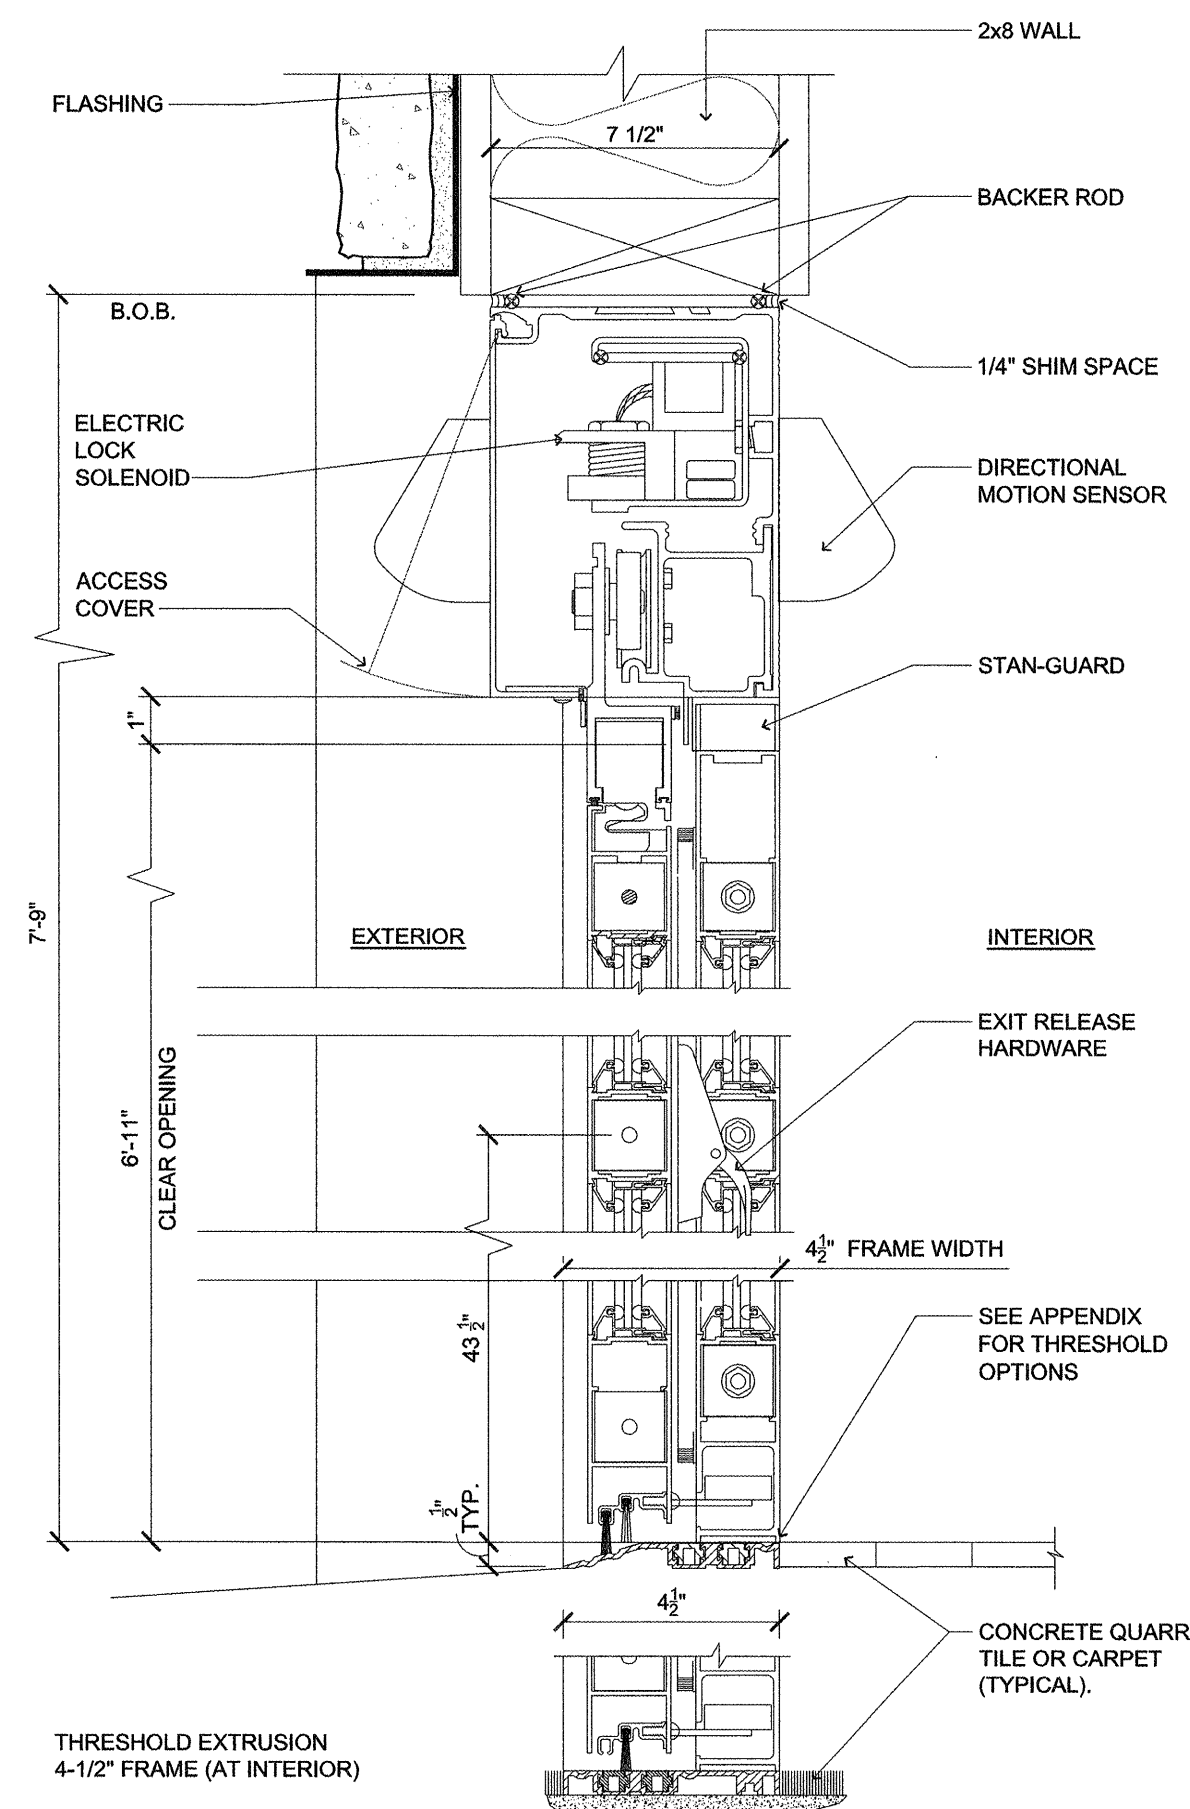 2x8 WALL
FLASHING
7 1/2"
BACKER ROD
B.O.B.
1/4" SHIM SPACE
ELECTRIC
LOCK
SOLENOID
DIRECTIONAL
MOTION SENSOR
ACCESS
COVER
STAN-GUARD
1"
7'-9"
EXTERIOR
INTERIOR
EXIT RELEASE
HARDWARE
6'-11"
CLEAR OPENING
4 1/2" FRAME WIDTH
43 1/2"
SEE APPENDIX
FOR THRESHOLD
OPTIONS
1/2"
TYP.
4 1/2"
CONCRETE QUARR
TILE OR CARPET
(TYPICAL).
THRESHOLD EXTRUSION
4-1/2" FRAME (AT INTERIOR)